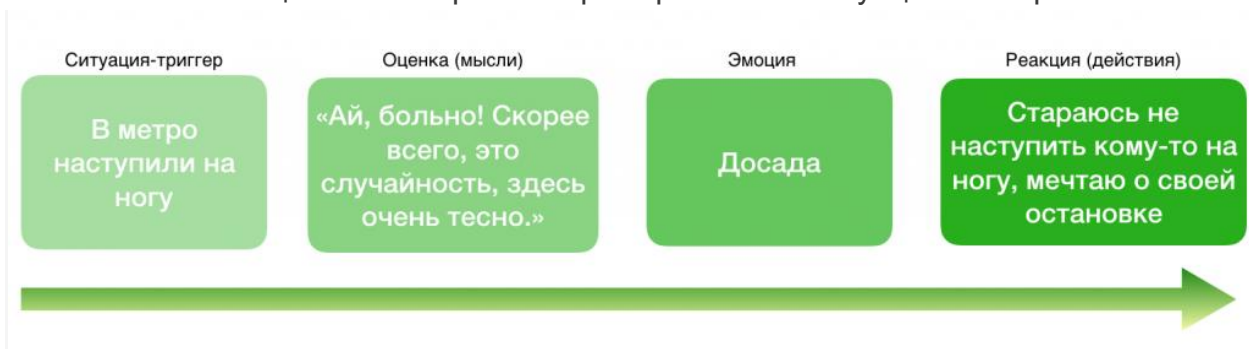 Ситуация-триггер
Оценка (мысли)
Эмоция
Реакция (действия)
В метро
наступили на
ногу
«Ай, больно! Скорее
всего, это
случайность, здесь
очень тесно.»
Досада
Стараюсь не
наступить кому-то на
ногу, мечтаю о своей
остановке